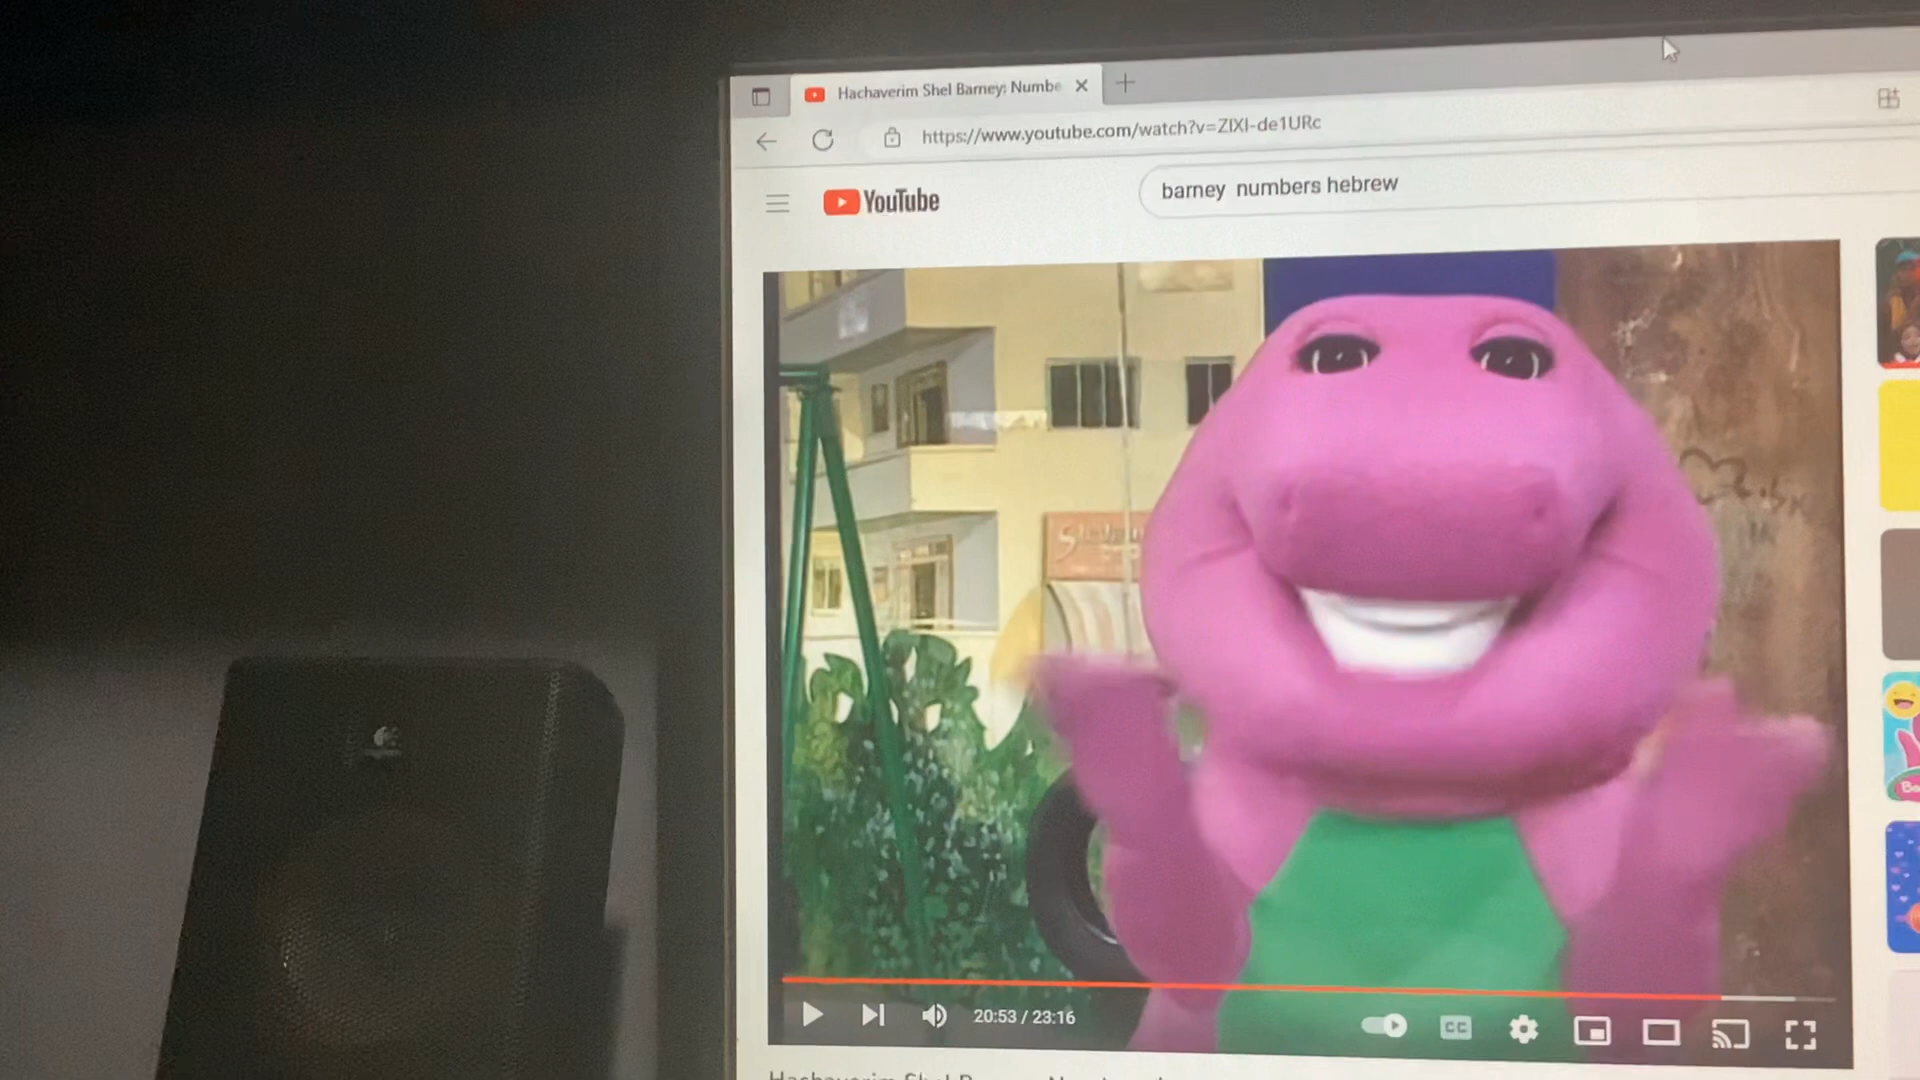 Hachaverim Shel Barney: Numbe
https://www.youtube.com/watch?v=ZIXI-de1URc
YouTube
barney numbers hebrew
20:53 / 23:16
CC